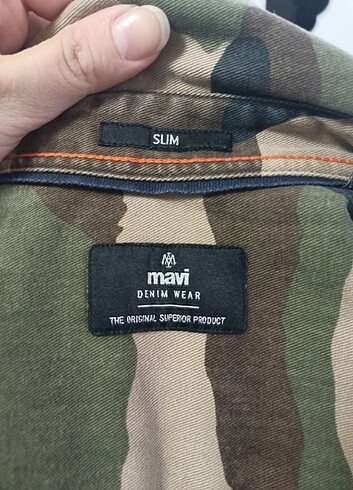 SLIM
mavi
DENIM WEAR
THE ORIGINAL SUPERIOR PRODUCT